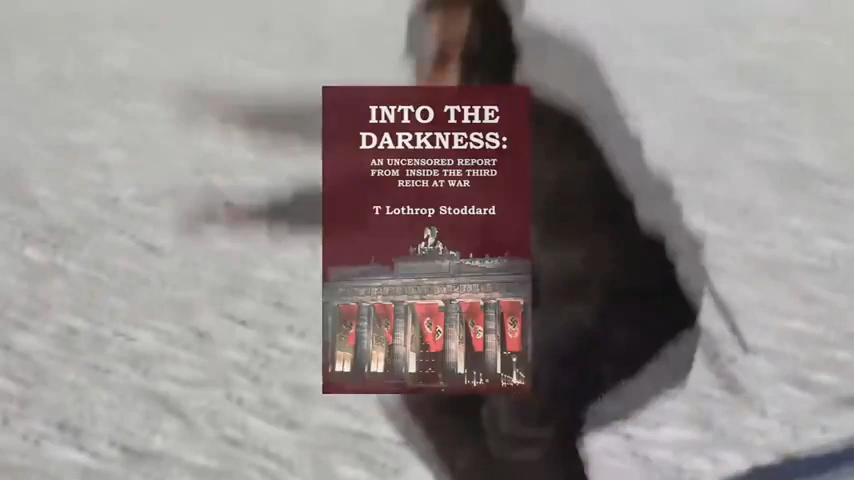 INTO THE
DARKNESS:
AN UNCENSORED REPORT
FROM INSIDE THE THIRD
REICH AT WAR
T Lothrop Stoddard